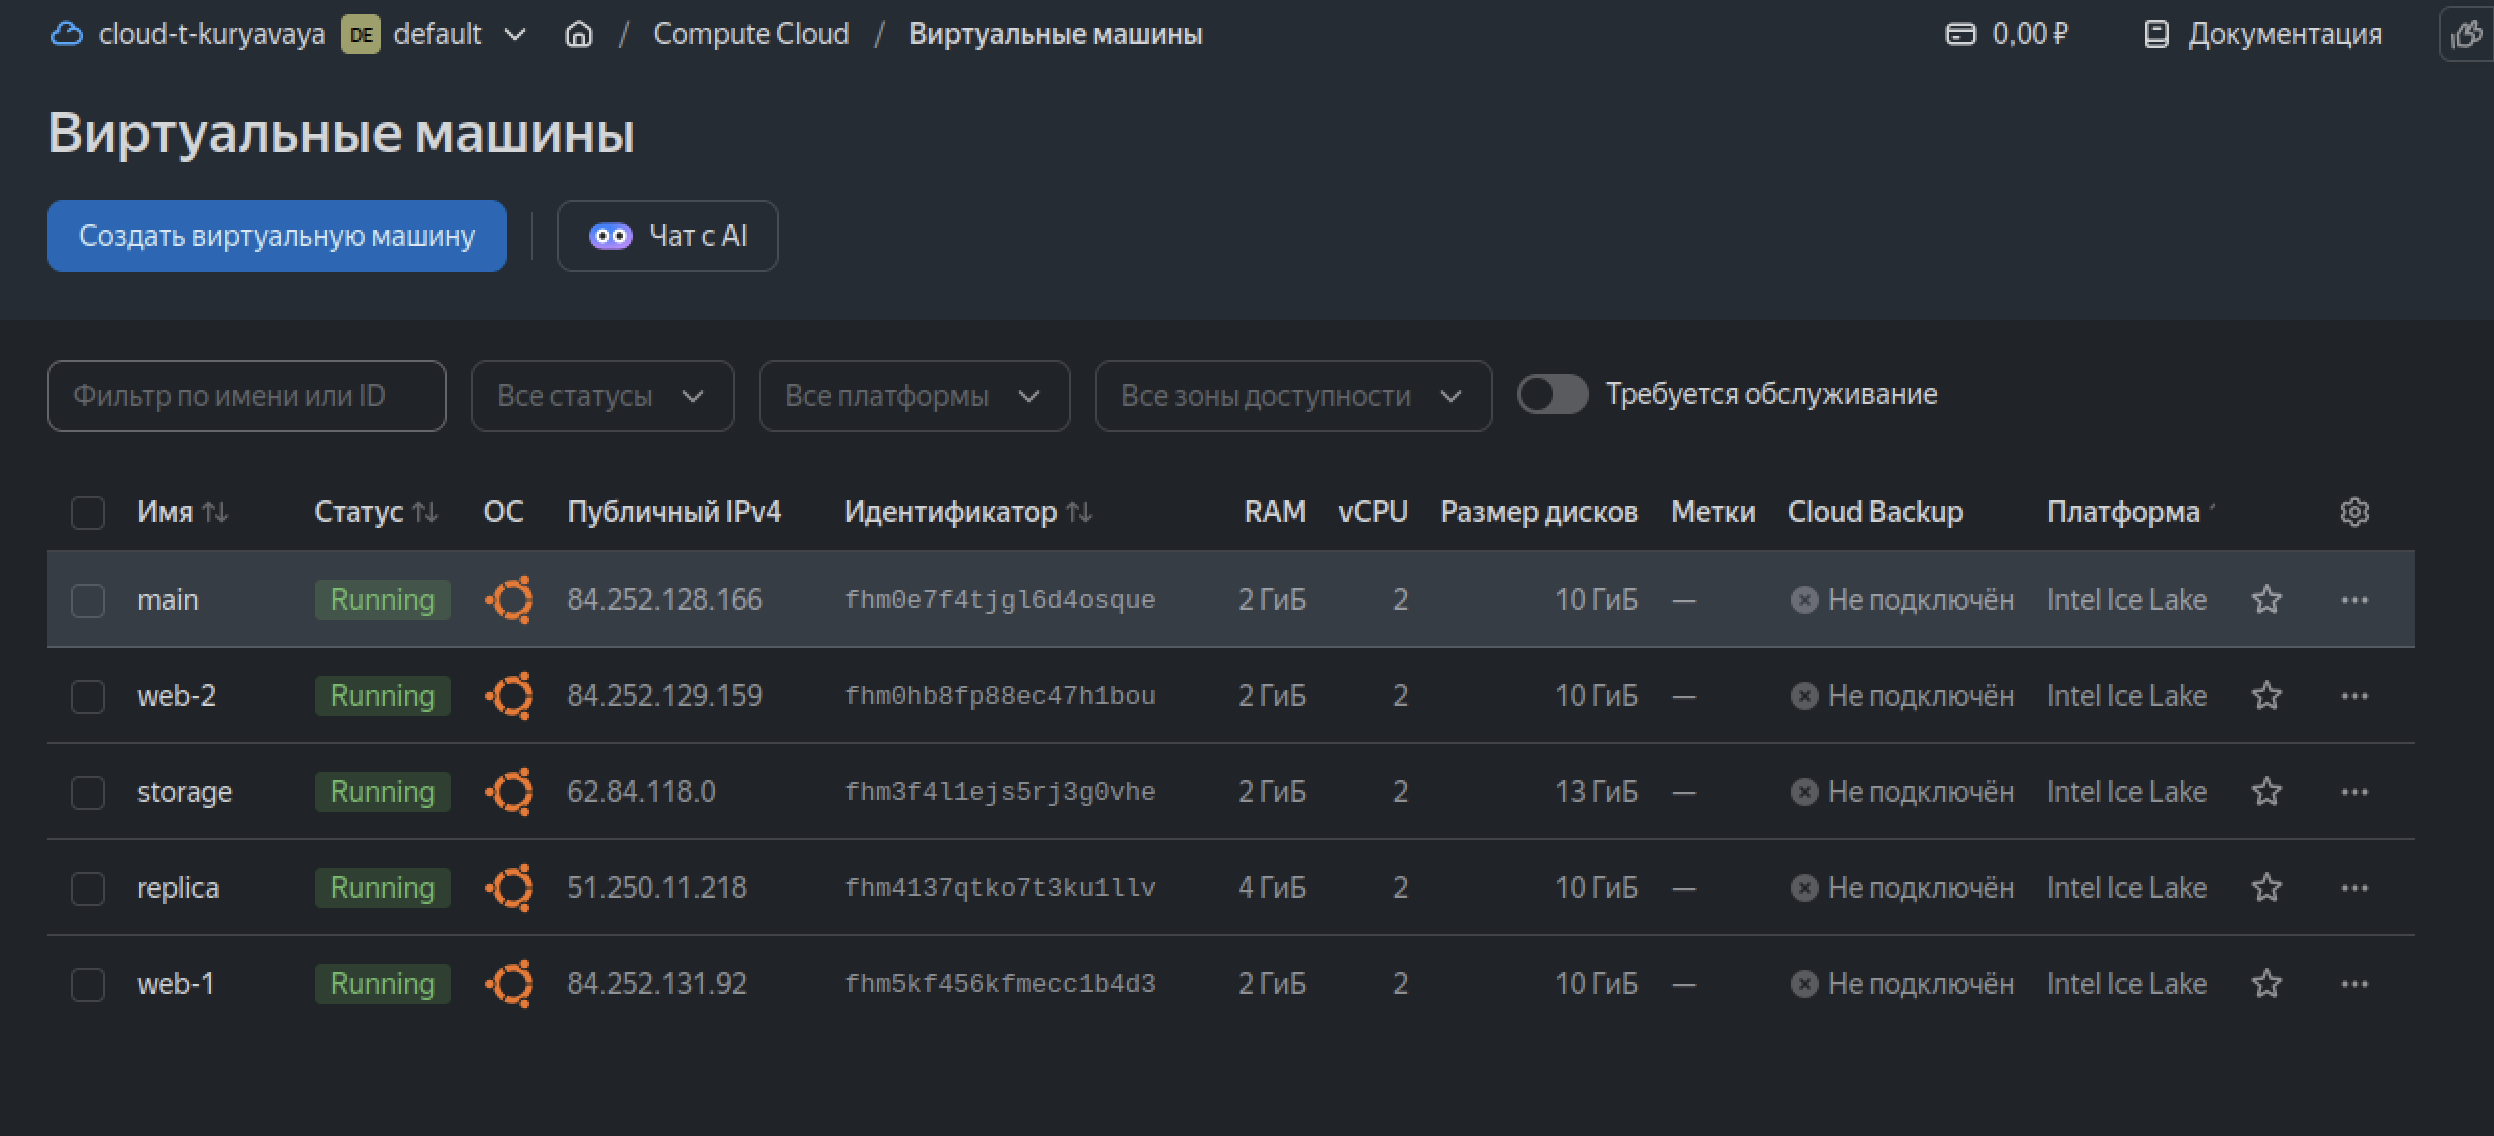 cloud-t-kuryavaya DE default / Compute Cloud / Виртуальные машины 0,00 ₽ Документация
Виртуальные машины
Создать виртуальную машину Чат с AI
Фильтр по имени или ID Все статусы Все платформы Все зоны доступности Требуется обслуживание
Имя Статус ОС Публичный IPv4 Идентификатор RAM vCPU Размер дисков Метки Cloud Backup Платформа
main Running 84.252.128.166 fhm0e7f4tjgl6d4osque 2 ГиБ 2 10 ГиБ — Не подключён Intel Ice Lake
web-2 Running 84.252.129.159 fhm0hb8fp88ec47h1bou 2 ГиБ 2 10 ГиБ — Не подключён Intel Ice Lake
storage Running 62.84.118.0 fhm3f4l1ejs5rj3g0vhe 2 ГиБ 2 13 ГиБ — Не подключён Intel Ice Lake
replica Running 51.250.11.218 fhm4137qtko7t3ku1llv 4 ГиБ 2 10 ГиБ — Не подключён Intel Ice Lake
web-1 Running 84.252.131.92 fhm5kf456kfmecc1b4d3 2 ГиБ 2 10 ГиБ — Не подключён Intel Ice Lake